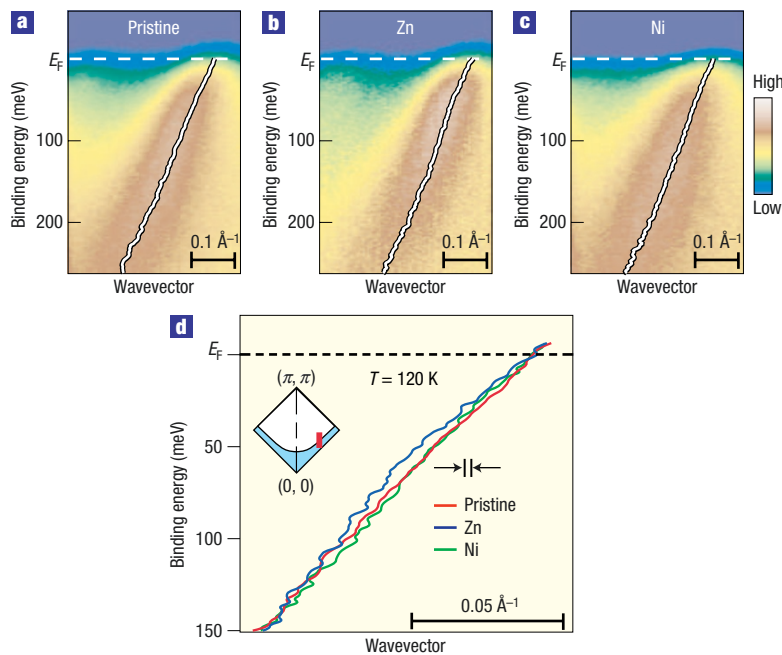 a
Pristine
b
Zn
c
Ni
E_F
100
200
Binding energy (meV)
0.1 Å⁻¹
Wavevector
100
200
Binding energy (meV)
0.1 Å⁻¹
Wavevector
100
200
Binding energy (meV)
0.1 Å⁻¹
Wavevector
High
Low
d
E_F
50
100
150
Binding energy (meV)
(π, π)
T = 120 K
(0, 0)
Pristine
Zn
Ni
0.05 Å⁻¹
Wavevector